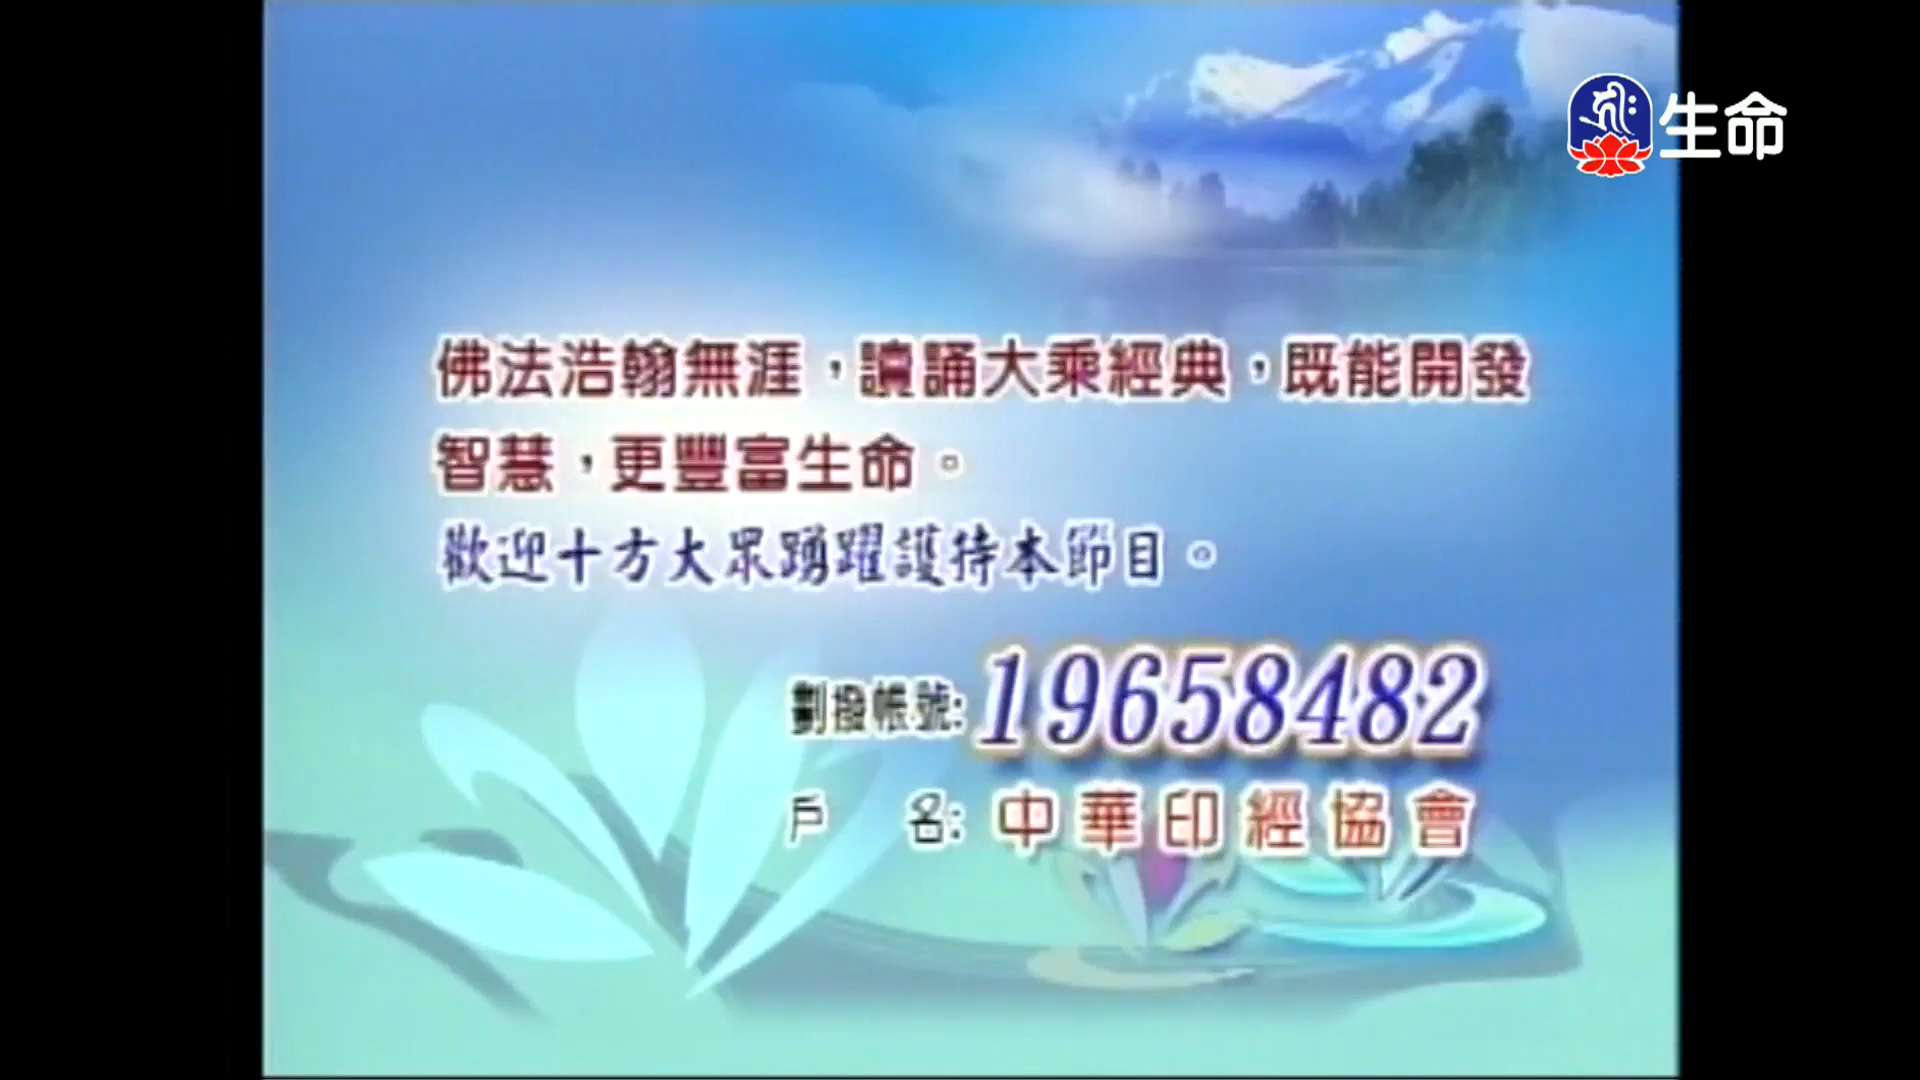 生命
佛法浩翰無涯，讀誦大乘經典，既能開發
智慧，更豐富生命。
歡迎十方大眾踴躍護持本節目。
劃撥帳號:19658482
戶名:中華印經協會